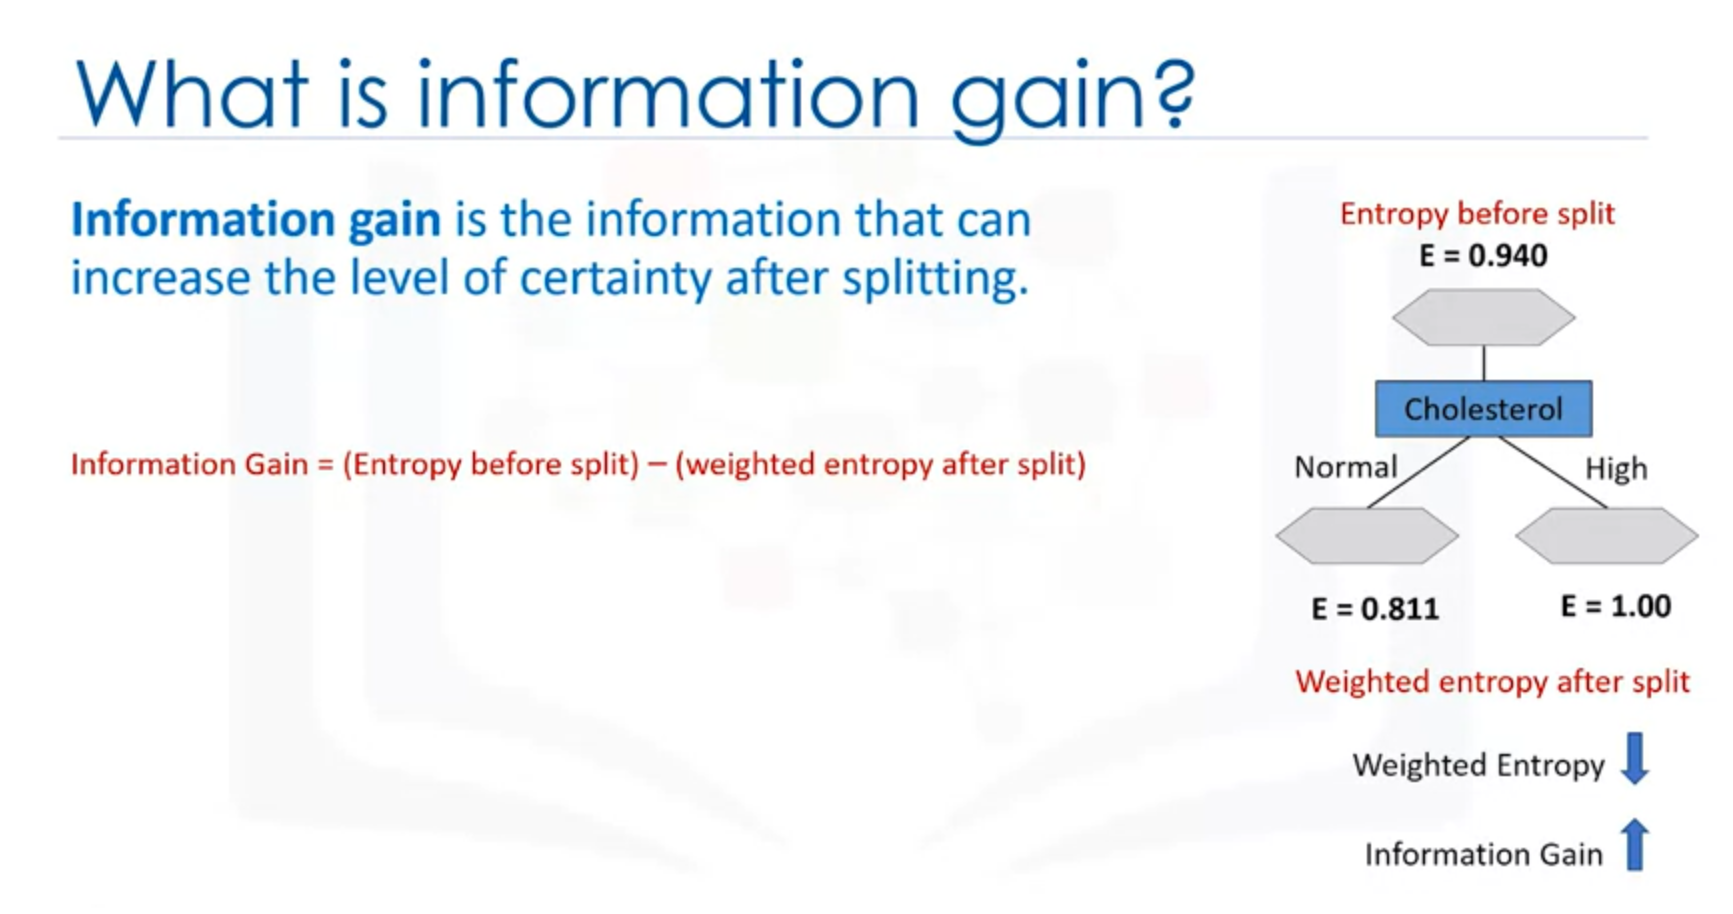 What is information gain?
Information gain is the information that can
increase the level of certainty after splitting.
Information Gain = (Entropy before split) – (weighted entropy after split)
Entropy before split
E = 0.940
Cholesterol
Normal
High
E = 0.811
E = 1.00
Weighted entropy after split
Weighted Entropy
Information Gain